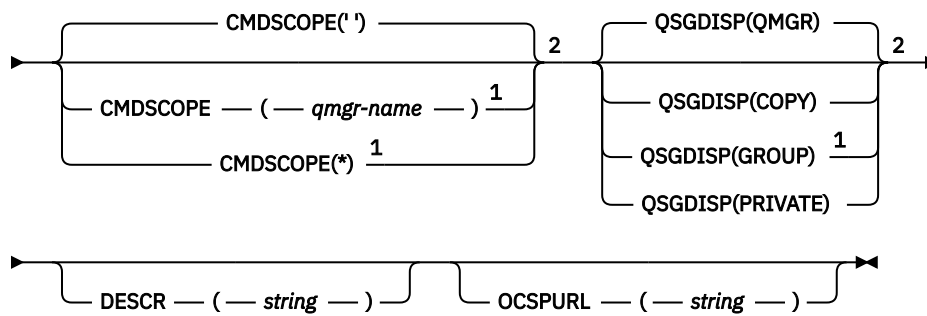 CMDSCOPE(' ') 2 QSGDISP(QMGR) 2
CMDSCOPE ( qmgr-name ) 1 QSGDISP(COPY)
CMDSCOPE(*) 1 QSGDISP(GROUP) 1
QSGDISP(PRIVATE)
DESCR ( string ) OCSPURL ( string )